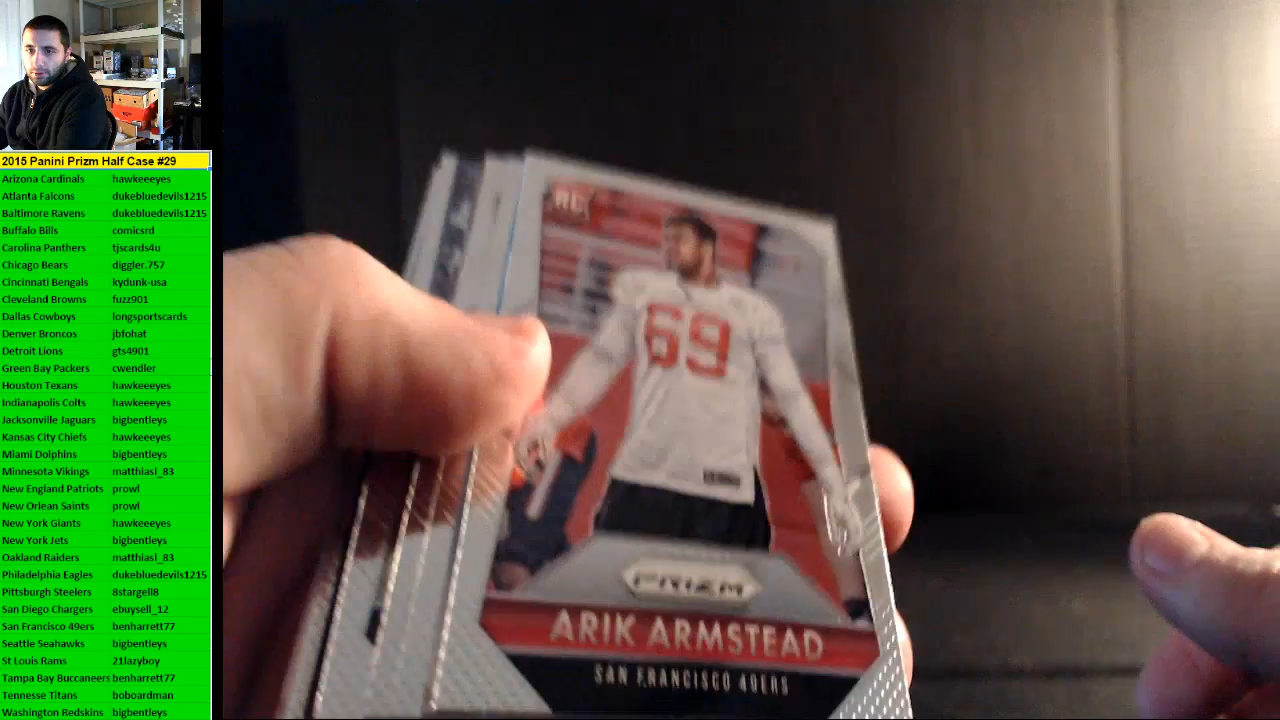 2015 Panini Prizm Half Case #29
Arizona Cardinals hawkeeeyes
Atlanta Falcons dukebluedevils1215
Baltimore Ravens dukebluedevils1215
Buffalo Bills comicsrd
Carolina Panthers tjscards4u
Chicago Bears diggler.757
Cincinnati Bengals kydunk-usa
Cleveland Browns fuzz901
Dallas Cowboys longsportscards
Denver Broncos jbfohat
Detroit Lions gts4901
Green Bay Packers cwendler
Houston Texans hawkeeeyes
Indianapolis Colts hawkeeeyes
Jacksonville Jaguars bigbentleys
Kansas City Chiefs hawkeeeyes
Miami Dolphins bigbentleys
Minnesota Vikings matthiasl_83
New England Patriots prowl
New Orlean Saints prowl
New York Giants hawkeeeyes
New York Jets bigbentleys
Oakland Raiders matthiasl_83
Philadelphia Eagles dukebluedevils1215
Pittsburgh Steelers 8stargell8
San Diego Chargers ebuysell_12
San Francisco 49ers benharrett77
Seattle Seahawks bigbentleys
St Louis Rams 21lazyboy
Tampa Bay Buccaneers benharrett77
Tennesse Titans boboardman
Washington Redskins bigbentleys
RC
69
PRIZM
ARIK ARMSTEAD
SAN FRANCISCO 49ERS